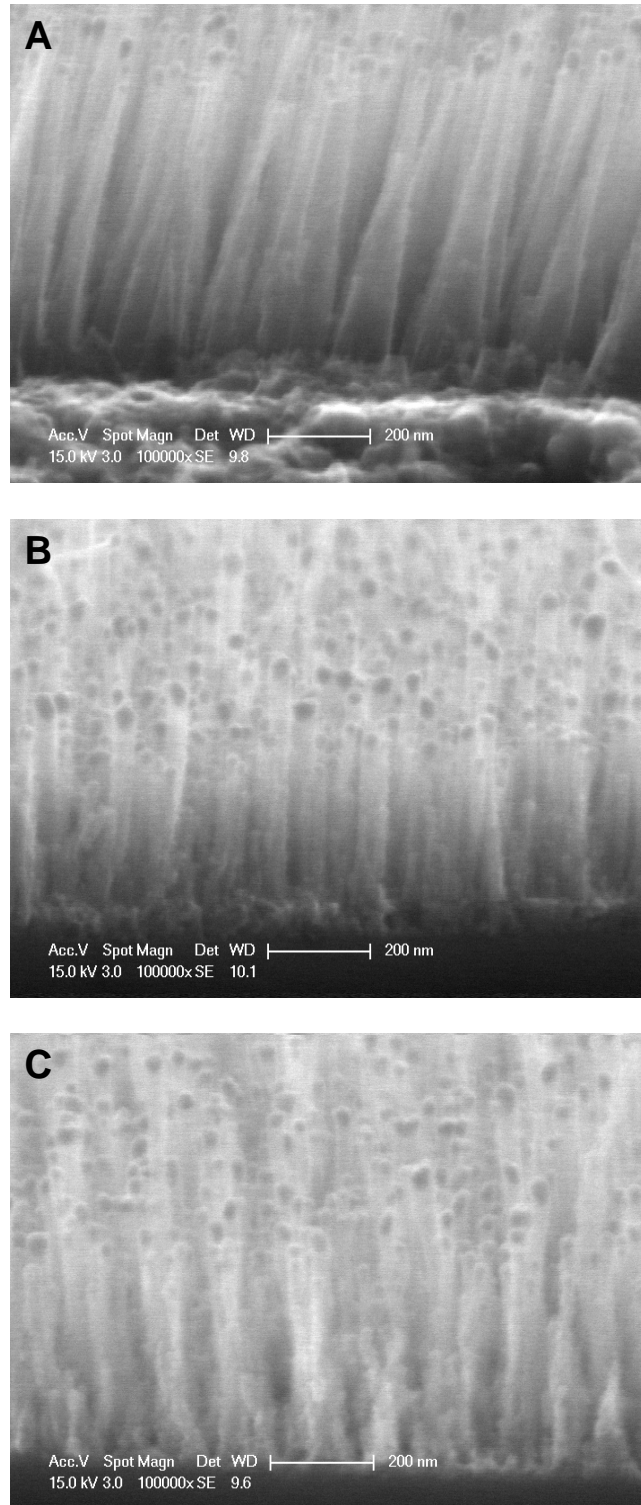 A
Acc.V Spot Magn Det WD 200 nm
15.0 kV 3.0 100000x SE 9.8
B
Acc.V Spot Magn Det WD 200 nm
15.0 kV 3.0 100000x SE 10.1
C
Acc.V Spot Magn Det WD 200 nm
15.0 kV 3.0 100000x SE 9.6